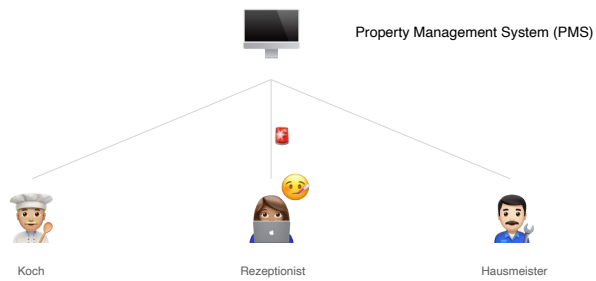 Property Management System (PMS)
Koch
Rezeptionist
Hausmeister